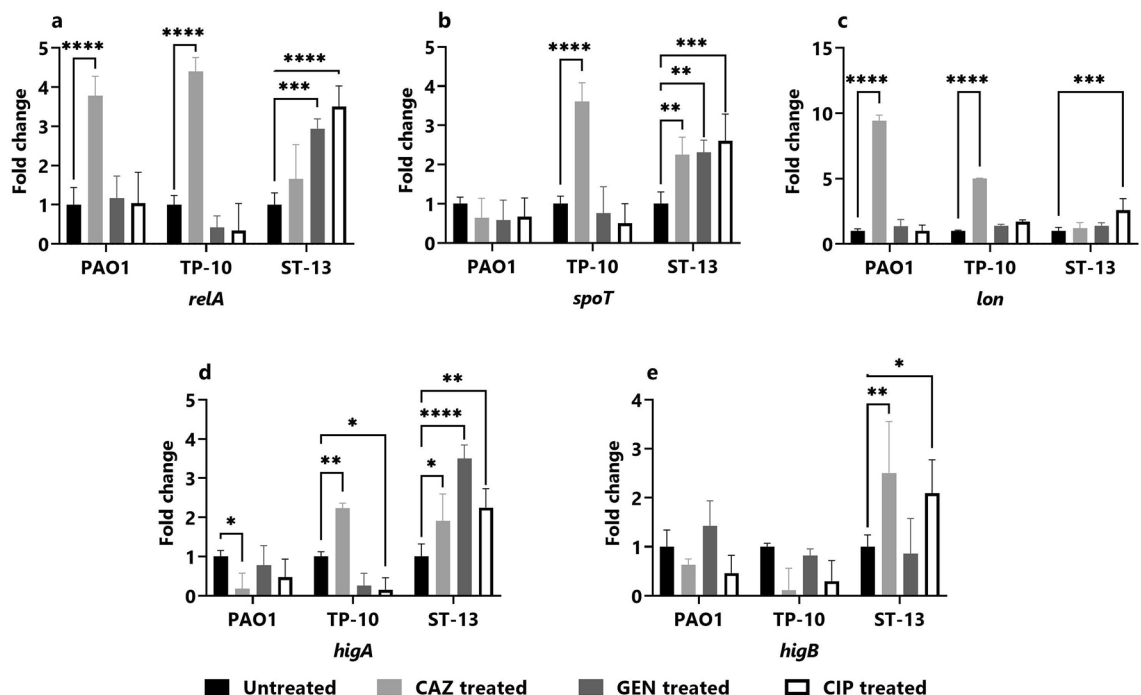 a
****
****
****
***
Fold change
5
4
3
2
1
0
PAO1 TP-10 ST-13
relA
b
****
***
**
**
Fold change
5
4
3
2
1
0
PAO1 TP-10 ST-13
spoT
c
****
****
***
Fold change
15
10
5
0
PAO1 TP-10 ST-13
lon
d
*
**
*
**
****
*
Fold change
5
4
3
2
1
0
PAO1 TP-10 ST-13
higA
e
*
**
Fold change
4
3
2
1
0
PAO1 TP-10 ST-13
higB
Untreated CAZ treated GEN treated CIP treated